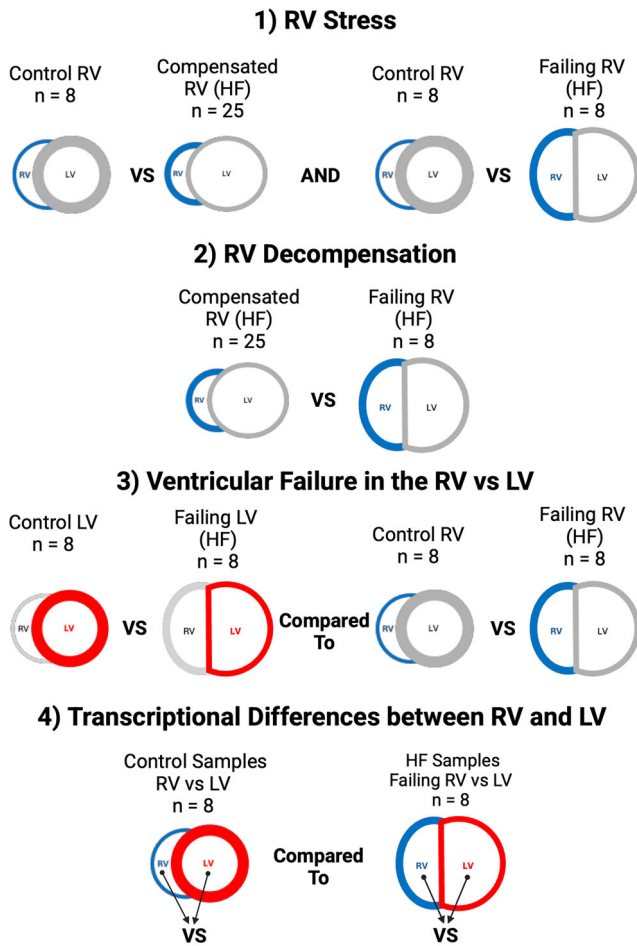 1) RV Stress
Control RV
n = 8
Compensated
RV (HF)
n = 25
Control RV
n = 8
Failing RV
(HF)
n = 8
RV
LV
VS
RV
LV
AND
RV
LV
VS
RV
LV
2) RV Decompensation
Compensated
RV (HF)
n = 25
Failing RV
(HF)
n = 8
RV
LV
VS
RV
LV
3) Ventricular Failure in the RV vs LV
Control LV
n = 8
Failing LV
(HF)
n = 8
Control RV
n = 8
Failing RV
(HF)
n = 8
RV
LV
VS
RV
LV
Compared
To
RV
LV
VS
RV
LV
4) Transcriptional Differences between RV and LV
Control Samples
RV vs LV
n = 8
HF Samples
Failing RV vs LV
n = 8
RV
LV
Compared
To
RV
LV
VS
VS